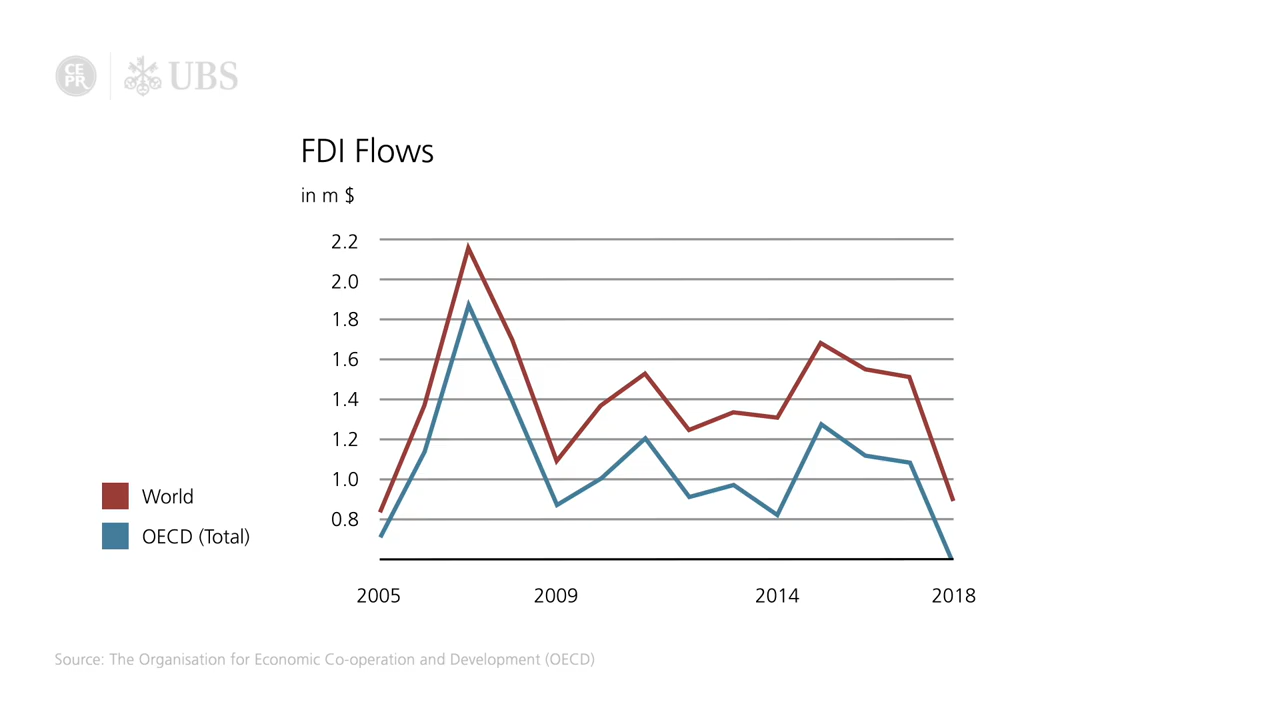 CE
PR
UBS
FDI Flows
in m $
2.2
2.0
1.8
1.6
1.4
1.2
1.0
0.8
World
OECD (Total)
2005 2009 2014 2018
Source: The Organisation for Economic Co-operation and Development (OECD)